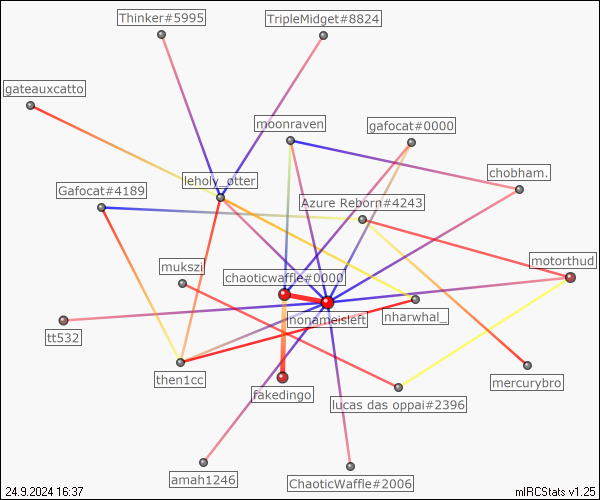 Thinker#5995
TripleMidget#8824
gateauxcatto
moonraven
gafocat#0000
chobham.
leholy_otter
Gafocat#4189
Azure Reborn#4243
motorthud
mukszi
chaoticwaffle#0000
nonameisleft
nharwhal_
tt532
then1cc
mercurybro
fakedingo
lucas das oppai#2396
amah1246
ChaoticWaffle#2006
24.9.2024 16:37
mIRCStats v1.25